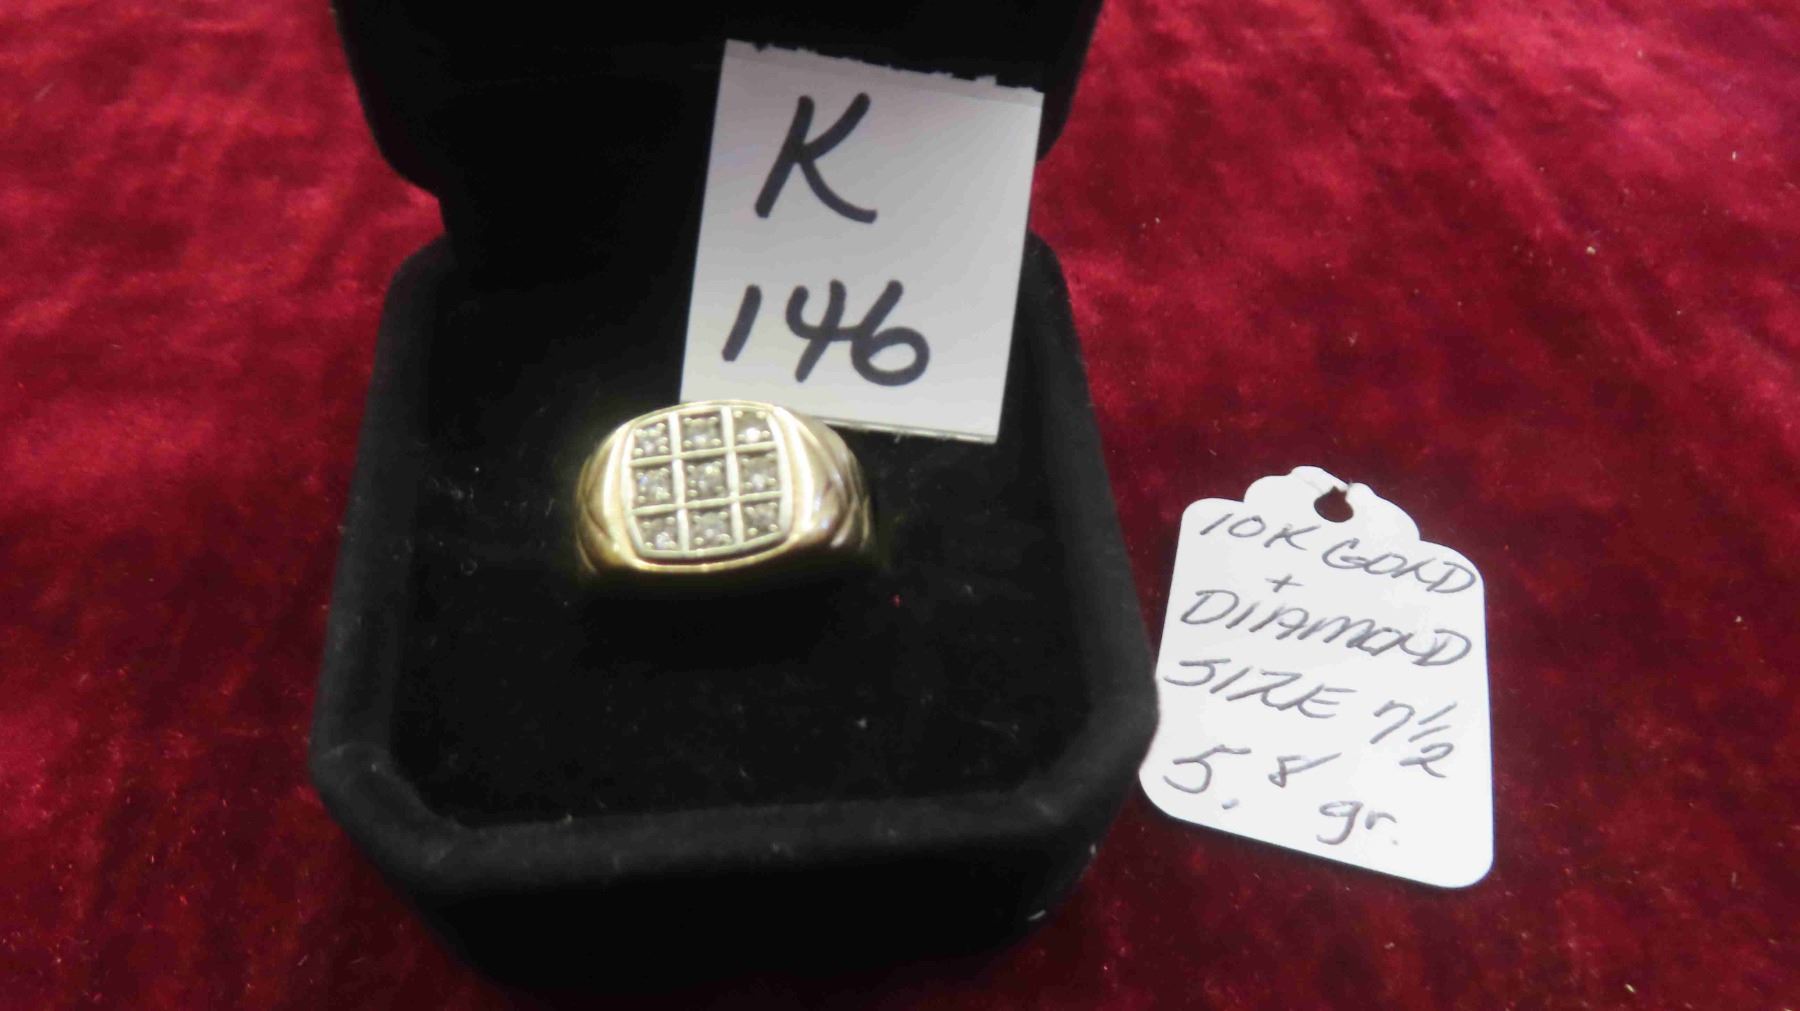 K
146
10K GOLD
+
DIAMOND
SIZE 7 1/2
5.8 gr.